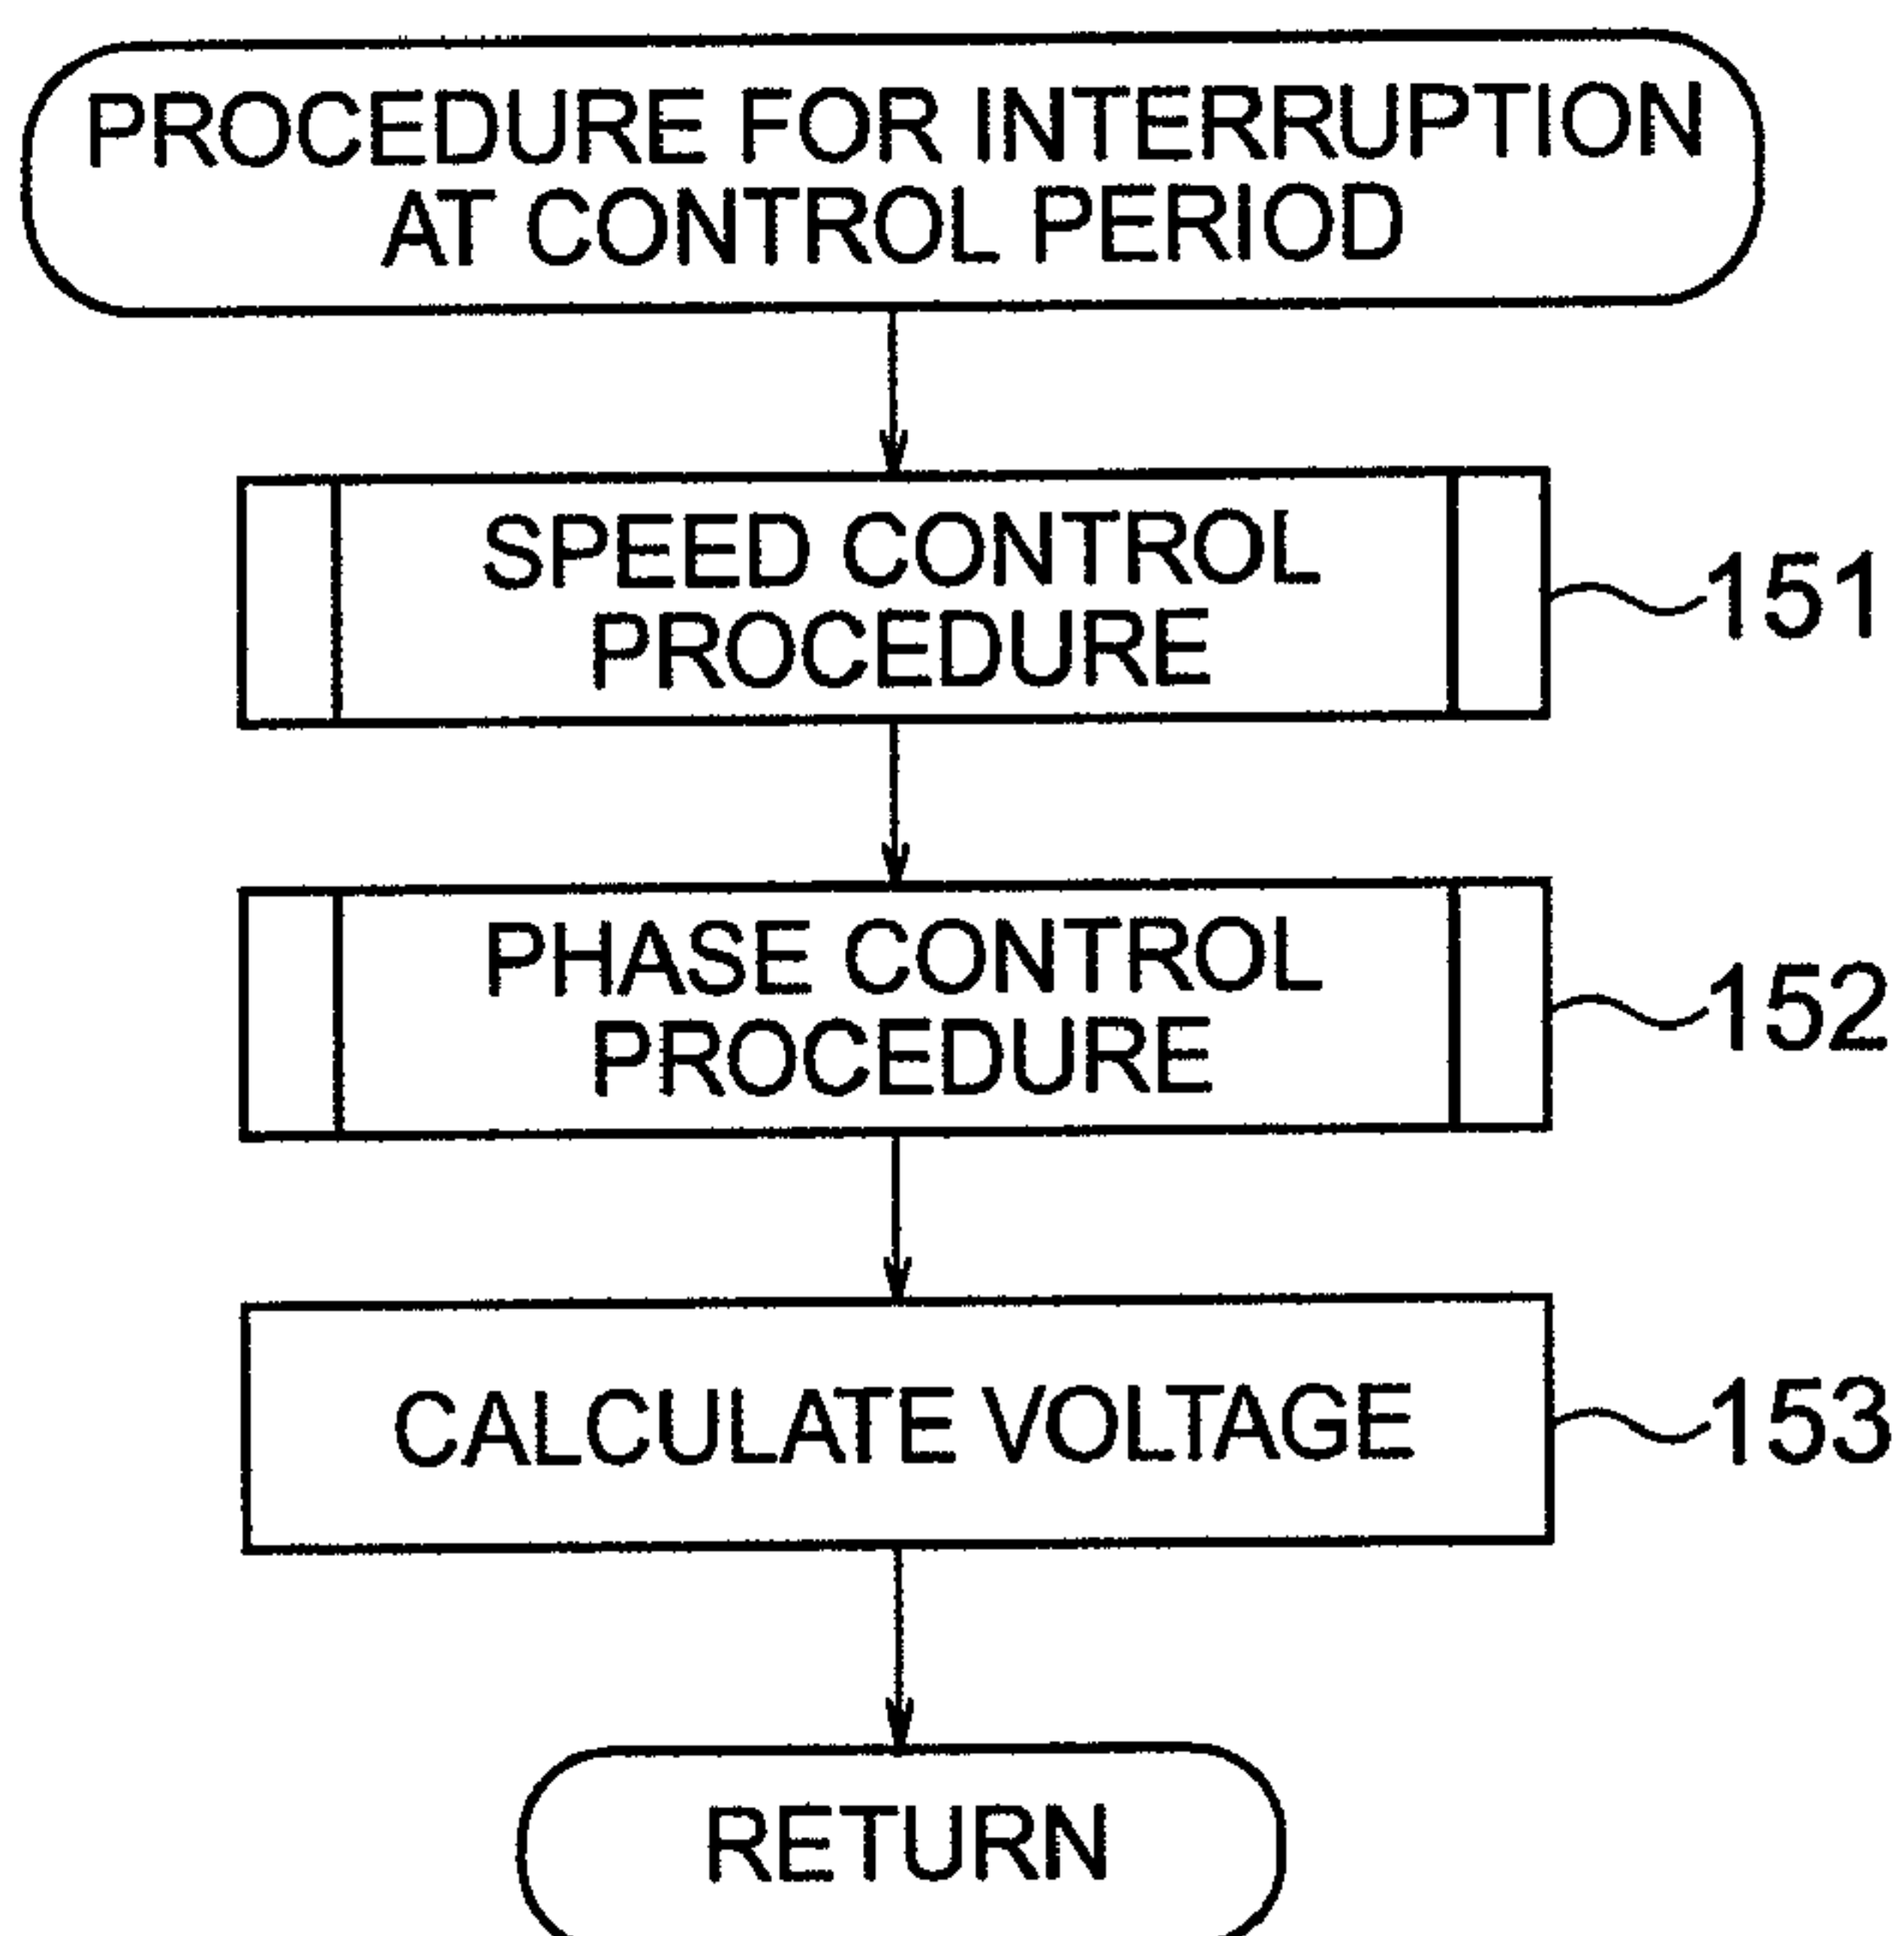 PROCEDURE FOR INTERRUPTION
AT CONTROL PERIOD
SPEED CONTROL
PROCEDURE
151
PHASE CONTROL
PROCEDURE
152
CALCULATE VOLTAGE
153
RETURN